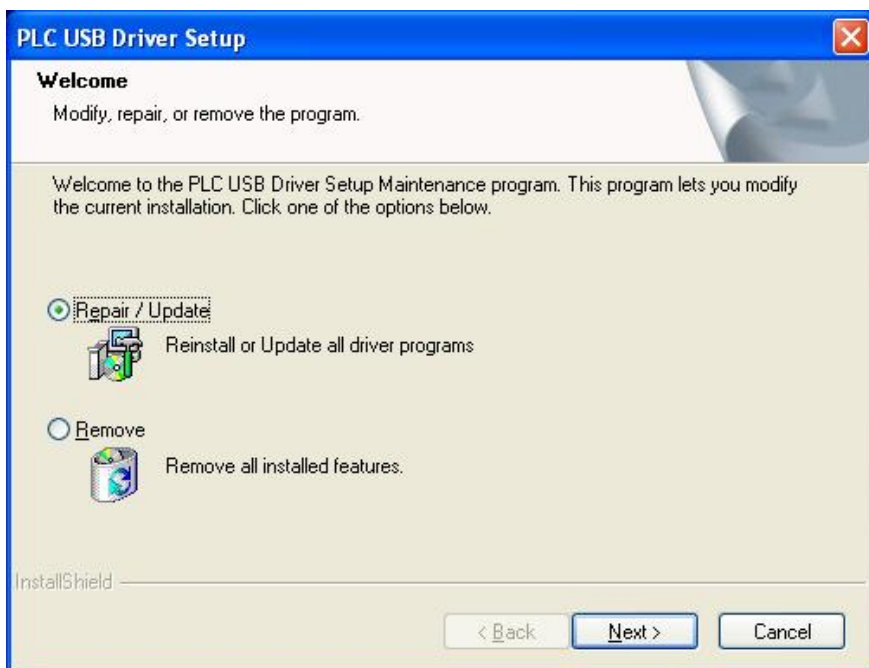 PLC USB Driver Setup
Welcome
Modify, repair, or remove the program.
Welcome to the PLC USB Driver Setup Maintenance program. This program lets you modify
the current installation. Click one of the options below.
Repair / Update
Reinstall or Update all driver programs
Remove
Remove all installed features.
InstallShield
< Back Next > Cancel